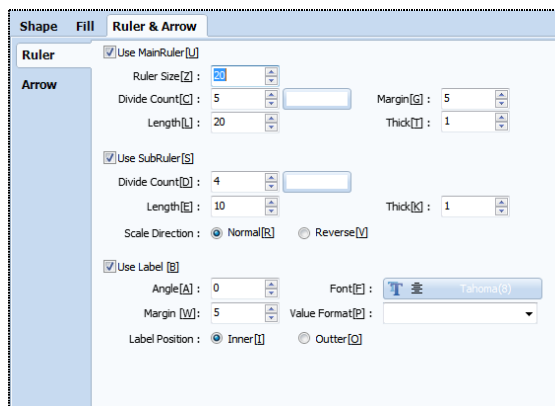 Shape Fill Ruler & Arrow
Ruler
Arrow
Use MainRuler[U]
Ruler Size[Z] : 20
Divide Count[C] : 5 Margin[G] : 5
Length[L] : 20 Thick[T] : 1
Use SubRuler[S]
Divide Count[D] : 4
Length[E] : 10 Thick[K] : 1
Scale Direction : Normal[R] Reverse[V]
Use Label [B]
Angle[A] : 0 Font[F] : Tahoma(8)
Margin [W]: 5 Value Format[P] :
Label Position : Inner[I] Outter[O]